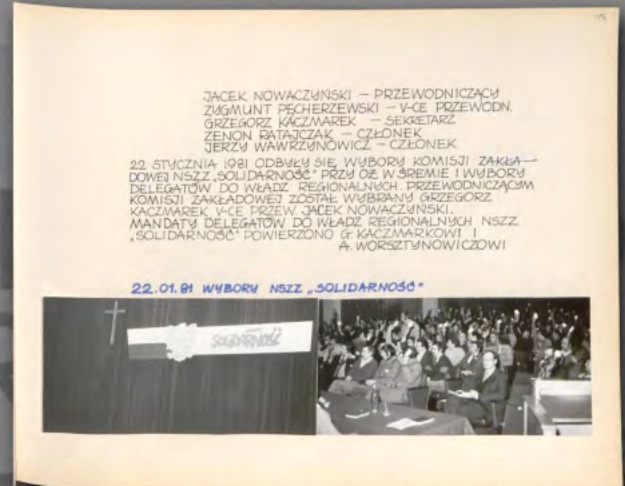 JACEK NOWACZYŃSKI – PRZEWODNICZĄCY
ZYGMUNT PĘCHERZEWSKI – V-CE PRZEWODN.
GRZEGORZ KACZMAREK – SEKRETARZ
ZENON RATAJCZAK – CZŁONEK
JERZY WAWRZYNOWICZ – CZŁONEK
22 STYCZNIA 1981 ODBYŁY SIĘ WYBORY KOMISJI ZAKŁA–
DOWEJ NSZZ „SOLIDARNOŚĆ" PRZY OZ W ŚREMIE I WYBORY
DELEGATÓW DO WŁADZ REGIONALNYCH. PRZEWODNICZĄCYM
KOMISJI ZAKŁADOWEJ ZOSTAŁ WYBRANY GRZEGORZ
KACZMAREK, V-CE PRZEW. JACEK NOWACZYŃSKI.
MANDATY DELEGATÓW DO WŁADZ REGIONALNYCH NSZZ
„SOLIDARNOŚĆ" POWIERZONO G. KACZMARKOWI I
A. WORSZTYNOWICZOWI
22.01.81 WYBORY NSZZ „SOLIDARNOŚĆ"
SOLIDARNOŚĆ